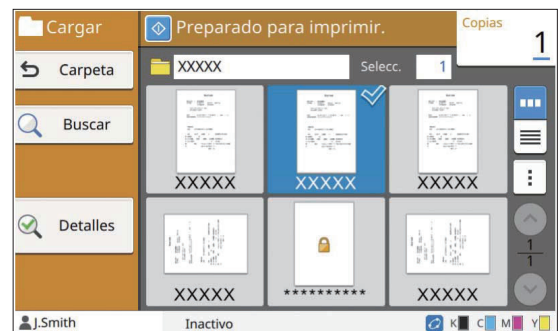 Cargar
Preparado para imprimir.
Copias
1
Carpeta
XXXXX
Selecc.
1
Buscar
XXXXX
XXXXX
XXXXX
Detalles
1
1
XXXXX
**********
XXXXX
J.Smith
Inactivo
K
C
M
Y